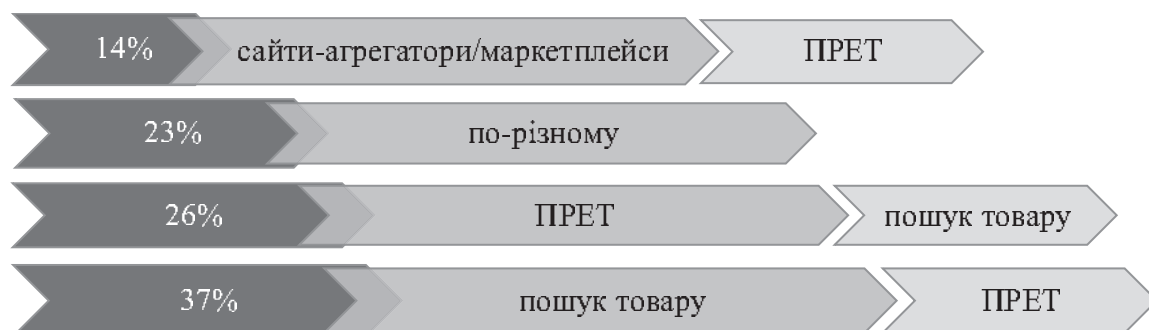 14% сайти-агрегатори/маркетплейси ПРЕТ
23% по-різному
26% ПРЕТ пошук товару
37% пошук товару ПРЕТ